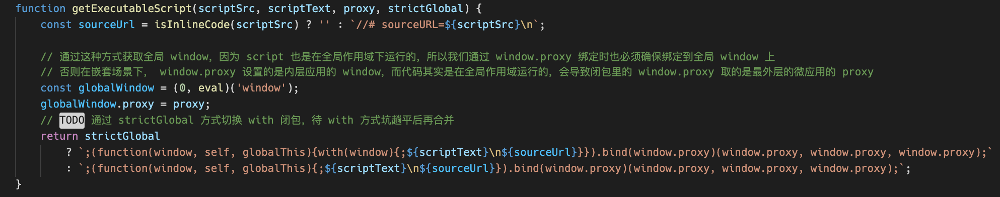 function getExecutableScript(scriptSrc, scriptText, proxy, strictGlobal) {
    const sourceUrl = isInlineCode(scriptSrc) ? '' : `//# sourceURL=${scriptSrc}\n`;

    // 通过这种方式获取全局 window，因为 script 也是在全局作用域下运行的，所以我们通过 window.proxy 绑定时也必须确保绑定到全局 window 上
    // 否则在嵌套场景下， window.proxy 设置的是内层应用的 window，而代码其实是在全局作用域运行的，会导致闭包里的 window.proxy 取的是最外层的微应用的 proxy
    const globalWindow = (0, eval)('window');
    globalWindow.proxy = proxy;
    // TODO 通过 strictGlobal 方式切换 with 闭包，待 with 方式坑趟平后再合并
    return strictGlobal
        ? `;(function(window, self, globalThis){with(window){;${scriptText}\n${sourceUrl}}}).bind(window.proxy)(window.proxy, window.proxy, window.proxy);`
        : `;(function(window, self, globalThis){;${scriptText}\n${sourceUrl}}).bind(window.proxy)(window.proxy, window.proxy, window.proxy);`;
}